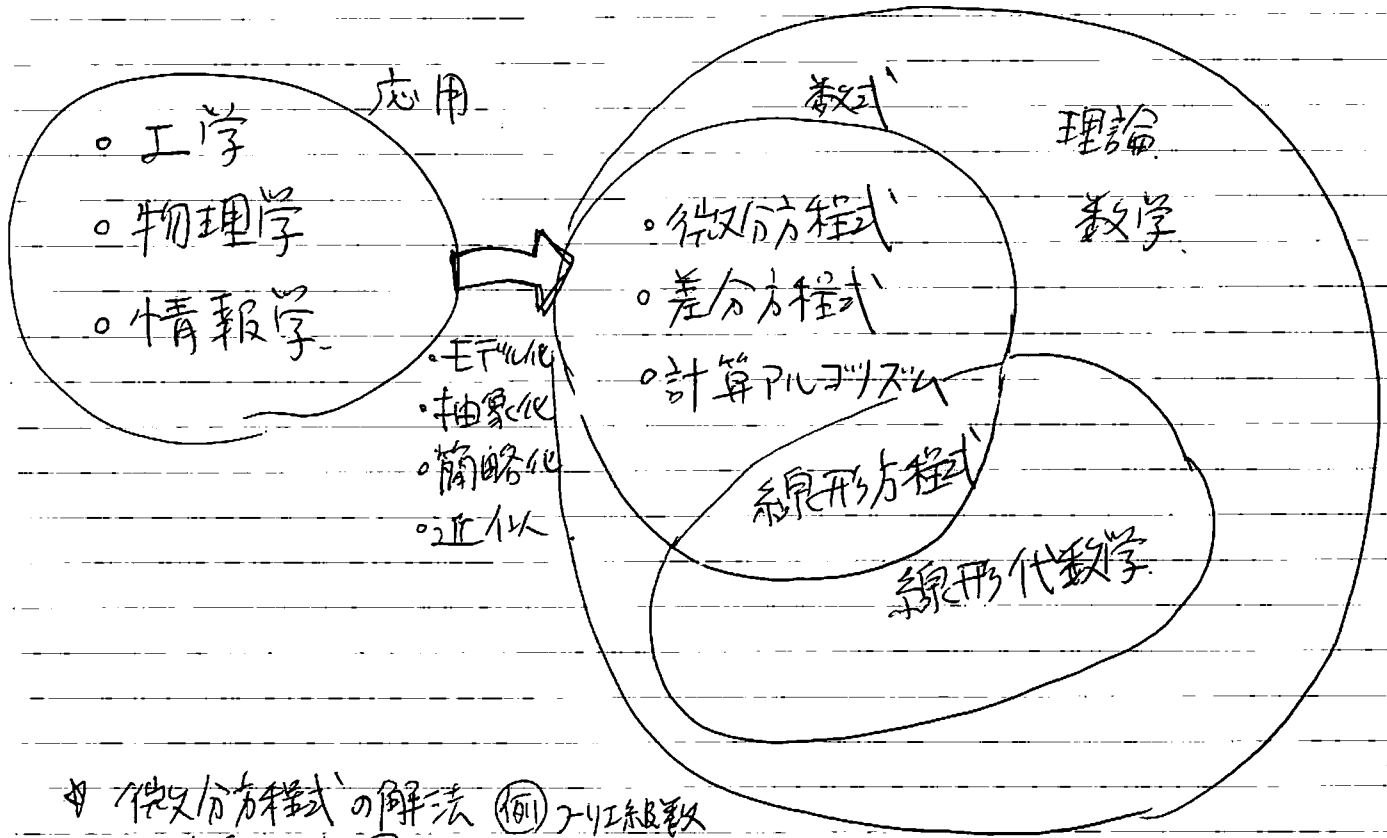 応用
・工学
・物理学
・情報学
・モデル化
・抽象化
・簡略化
・近似
数式
理論
数学
・微分方程式
・差分方程式
・計算アルゴリズム
線形方程式
線形代数学
微分方程式の解法 例 フーリエ級数